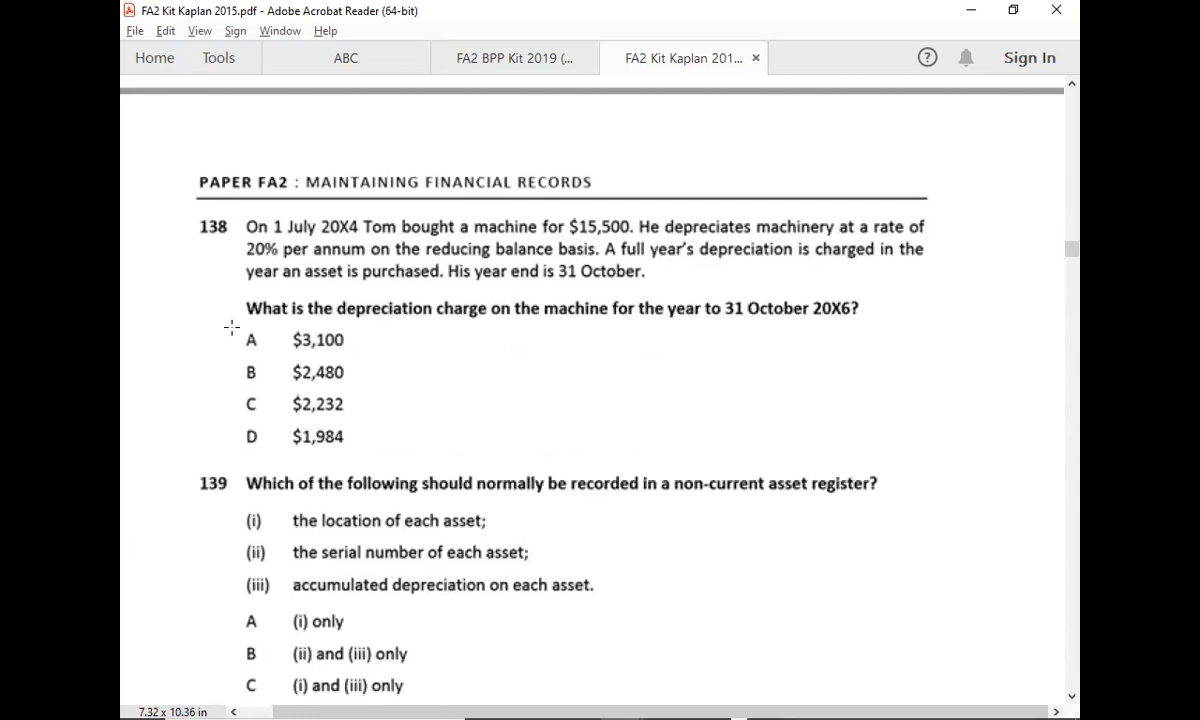 FA2 Kit Kaplan 2015.pdf - Adobe Acrobat Reader (64-bit)
File Edit View Sign Window Help
Home Tools ABC FA2 BPP Kit 2019 (... FA2 Kit Kaplan 201... × ? Sign In
PAPER FA2 : MAINTAINING FINANCIAL RECORDS
138 On 1 July 20X4 Tom bought a machine for $15,500. He depreciates machinery at a rate of
20% per annum on the reducing balance basis. A full year's depreciation is charged in the
year an asset is purchased. His year end is 31 October.
What is the depreciation charge on the machine for the year to 31 October 20X6?
A $3,100
B $2,480
C $2,232
D $1,984
139 Which of the following should normally be recorded in a non-current asset register?
(i) the location of each asset;
(ii) the serial number of each asset;
(iii) accumulated depreciation on each asset.
A (i) only
B (ii) and (iii) only
C (i) and (iii) only
7.32 x 10.36 in